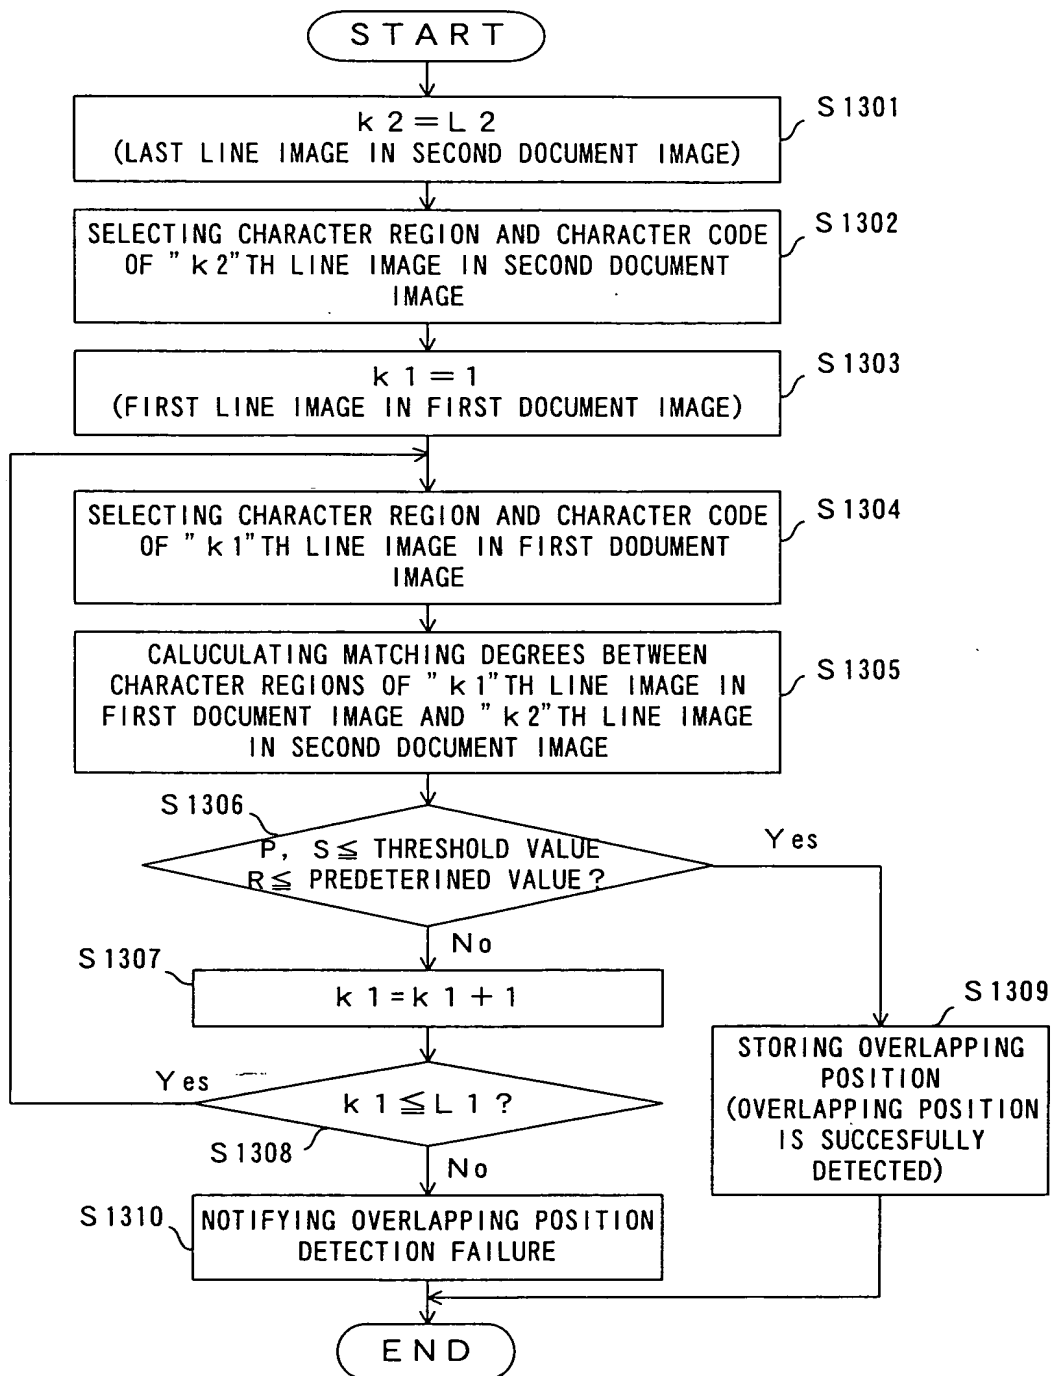 START
k2=L2
(LAST LINE IMAGE IN SECOND DOCUMENT IMAGE)
S1301
SELECTING CHARACTER REGION AND CHARACTER CODE
OF "k2"TH LINE IMAGE IN SECOND DOCUMENT
IMAGE
S1302
k1=1
(FIRST LINE IMAGE IN FIRST DOCUMENT IMAGE)
S1303
SELECTING CHARACTER REGION AND CHARACTER CODE
OF "k1"TH LINE IMAGE IN FIRST DODUMENT
IMAGE
S1304
CALUCULATING MATCHING DEGREES BETWEEN
CHARACTER REGIONS OF "k1"TH LINE IMAGE IN
FIRST DOCUMENT IMAGE AND "k2"TH LINE IMAGE
IN SECOND DOCUMENT IMAGE
S1305
S1306
P, S≦ THRESHOLD VALUE
R≦ PREDETERINED VALUE?
Yes
No
S1307
k1=k1+1
S1309
STORING OVERLAPPING
POSITION
(OVERLAPPING POSITION
IS SUCCESFULLY
DETECTED)
Yes
k1≦L1?
S1308
No
S1310
NOTIFYING OVERLAPPING POSITION
DETECTION FAILURE
END